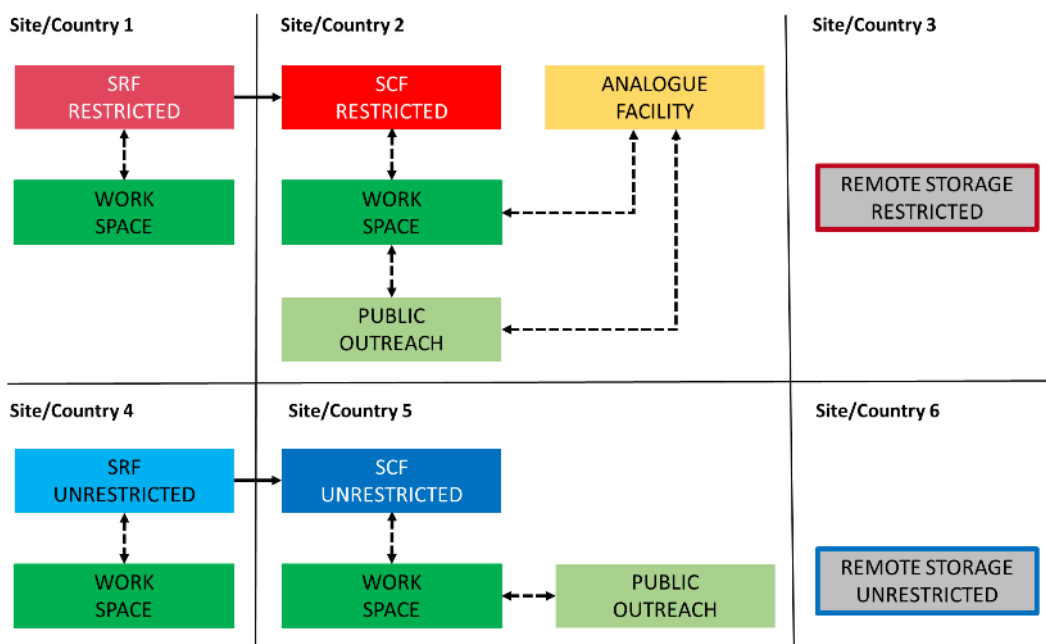 Site/Country 1
SRF
RESTRICTED
WORK
SPACE
Site/Country 2
SCF
RESTRICTED
ANALOGUE
FACILITY
WORK
SPACE
PUBLIC
OUTREACH
Site/Country 3
REMOTE STORAGE
RESTRICTED
Site/Country 4
SRF
UNRESTRICTED
WORK
SPACE
Site/Country 5
SCF
UNRESTRICTED
WORK
SPACE
PUBLIC
OUTREACH
Site/Country 6
REMOTE STORAGE
UNRESTRICTED